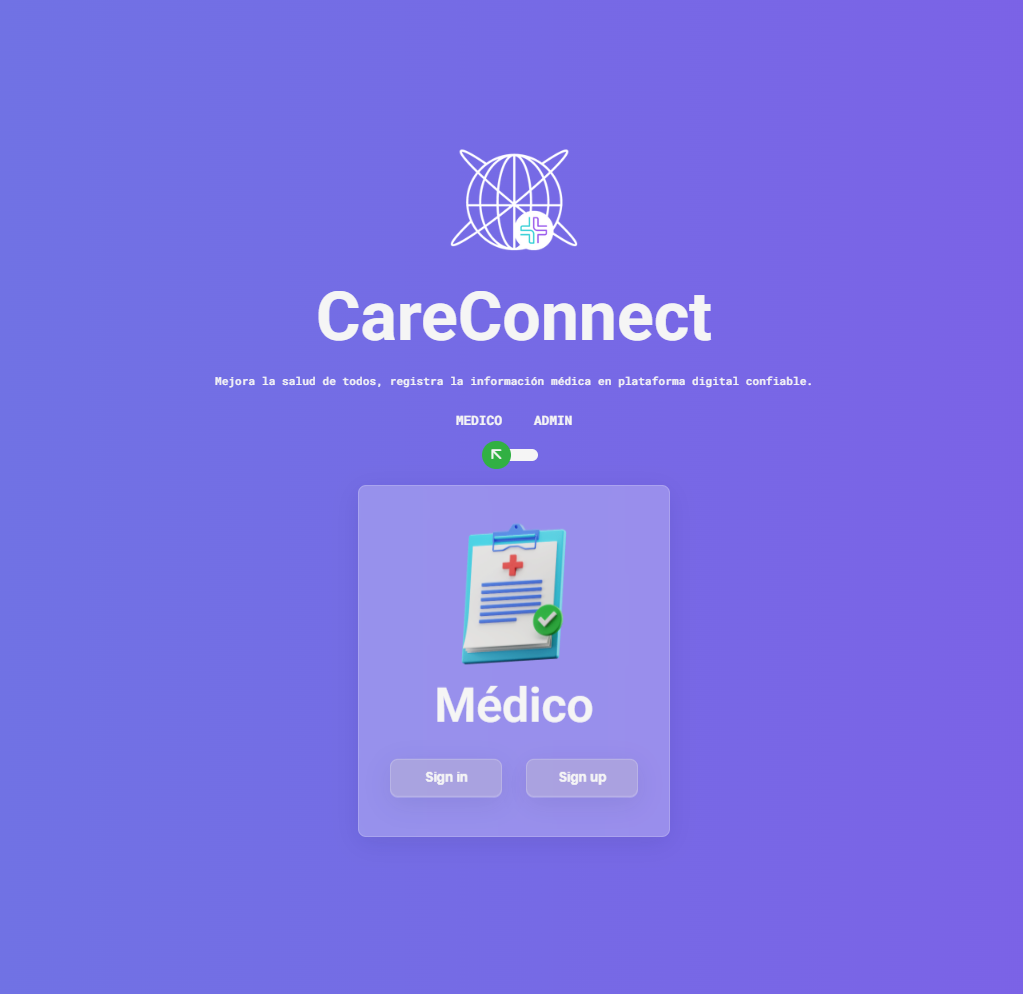 CareConnect
Mejora la salud de todos, registra la información médica en plataforma digital confiable.
MEDICO ADMIN
Médico
Sign in Sign up